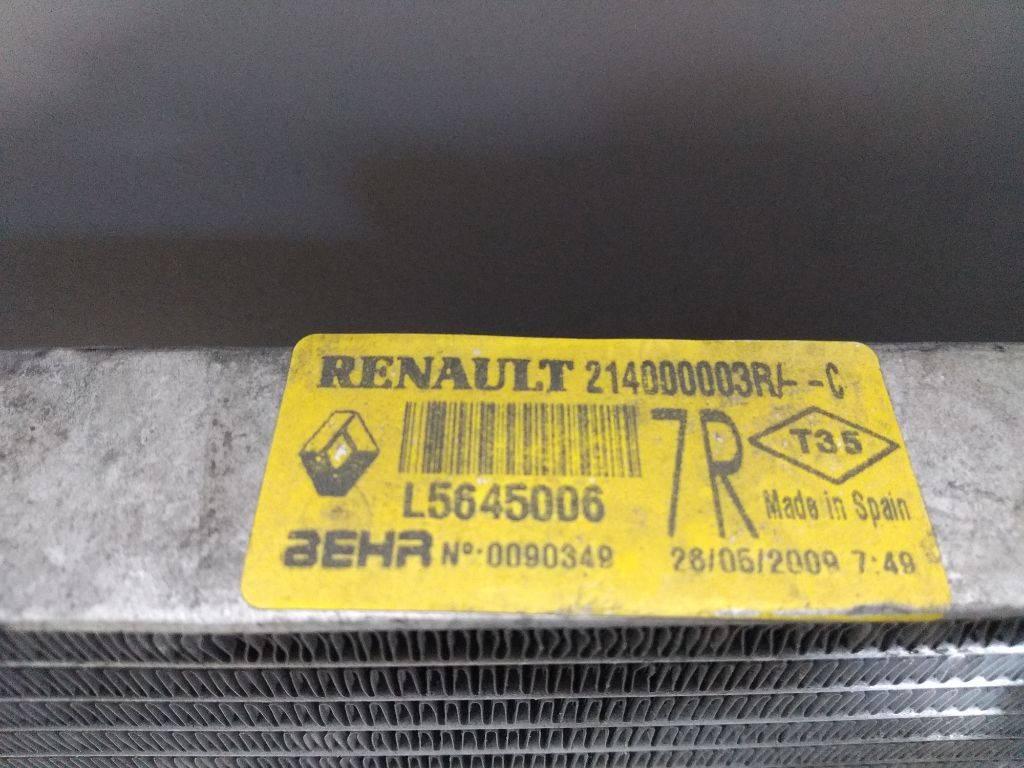 RENAULT 214000003R/- -C
7R
T35
L5645006
Made in Spain
BEHR Nº:0090349
28/05/2009 7:49